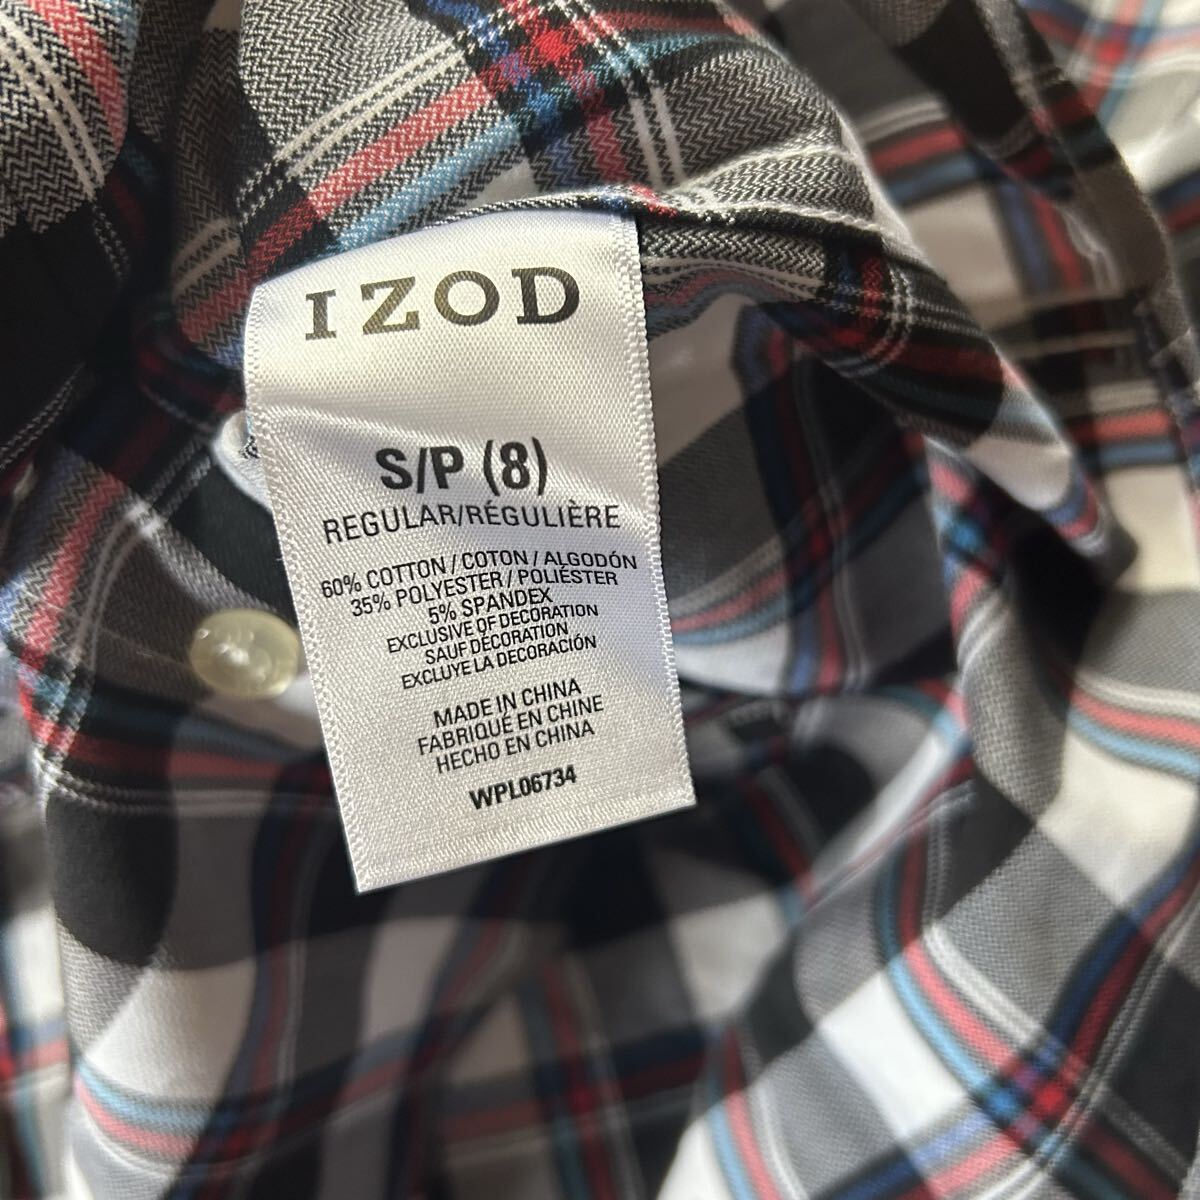 IZOD
S/P (8)
REGULAR/RÉGULIÈRE
60% COTTON / COTON / ALGODÓN
35% POLYESTER / POLIÉSTER
5% SPANDEX
EXCLUSIVE OF DECORATION
SAUF DÉCORATION
EXCLUYE LA DECORACIÓN
MADE IN CHINA
FABRIQUÉ EN CHINE
HECHO EN CHINA
WPL06734